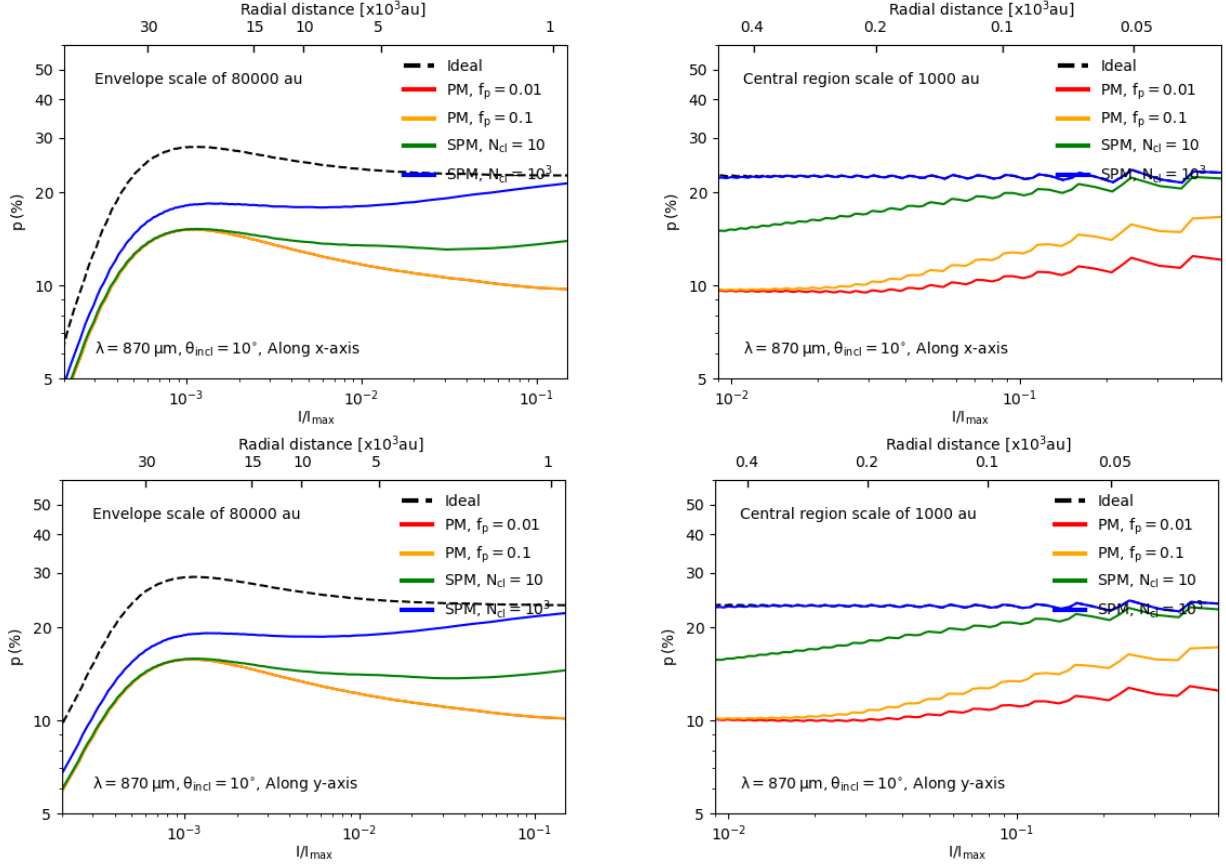 Radial distance [x10³au]
30 15 10 5 1
50
40
30
20
10
5
p (%)
Envelope scale of 80000 au
Ideal
PM, fₚ = 0.01
PM, fₚ = 0.1
SPM, N_cl = 10
SPM, N_cl = 10³
λ = 870 μm, θ_incl = 10°, Along x-axis
10⁻³ 10⁻² 10⁻¹
I/I_max
Radial distance [x10³au]
0.4 0.2 0.1 0.05
50
40
30
20
10
5
p (%)
Central region scale of 1000 au
Ideal
PM, fₚ = 0.01
PM, fₚ = 0.1
SPM, N_cl = 10
SPM, N_cl = 10³
λ = 870 μm, θ_incl = 10°, Along x-axis
10⁻² 10⁻¹
I/I_max
Radial distance [x10³au]
30 15 10 5 1
50
40
30
20
10
5
p (%)
Envelope scale of 80000 au
Ideal
PM, fₚ = 0.01
PM, fₚ = 0.1
SPM, N_cl = 10
SPM, N_cl = 10³
λ = 870 μm, θ_incl = 10°, Along y-axis
10⁻³ 10⁻² 10⁻¹
I/I_max
Radial distance [x10³au]
0.4 0.2 0.1 0.05
50
40
30
20
10
5
p (%)
Central region scale of 1000 au
Ideal
PM, fₚ = 0.01
PM, fₚ = 0.1
SPM, N_cl = 10
SPM, N_cl = 10³
λ = 870 μm, θ_incl = 10°, Along y-axis
10⁻² 10⁻¹
I/I_max